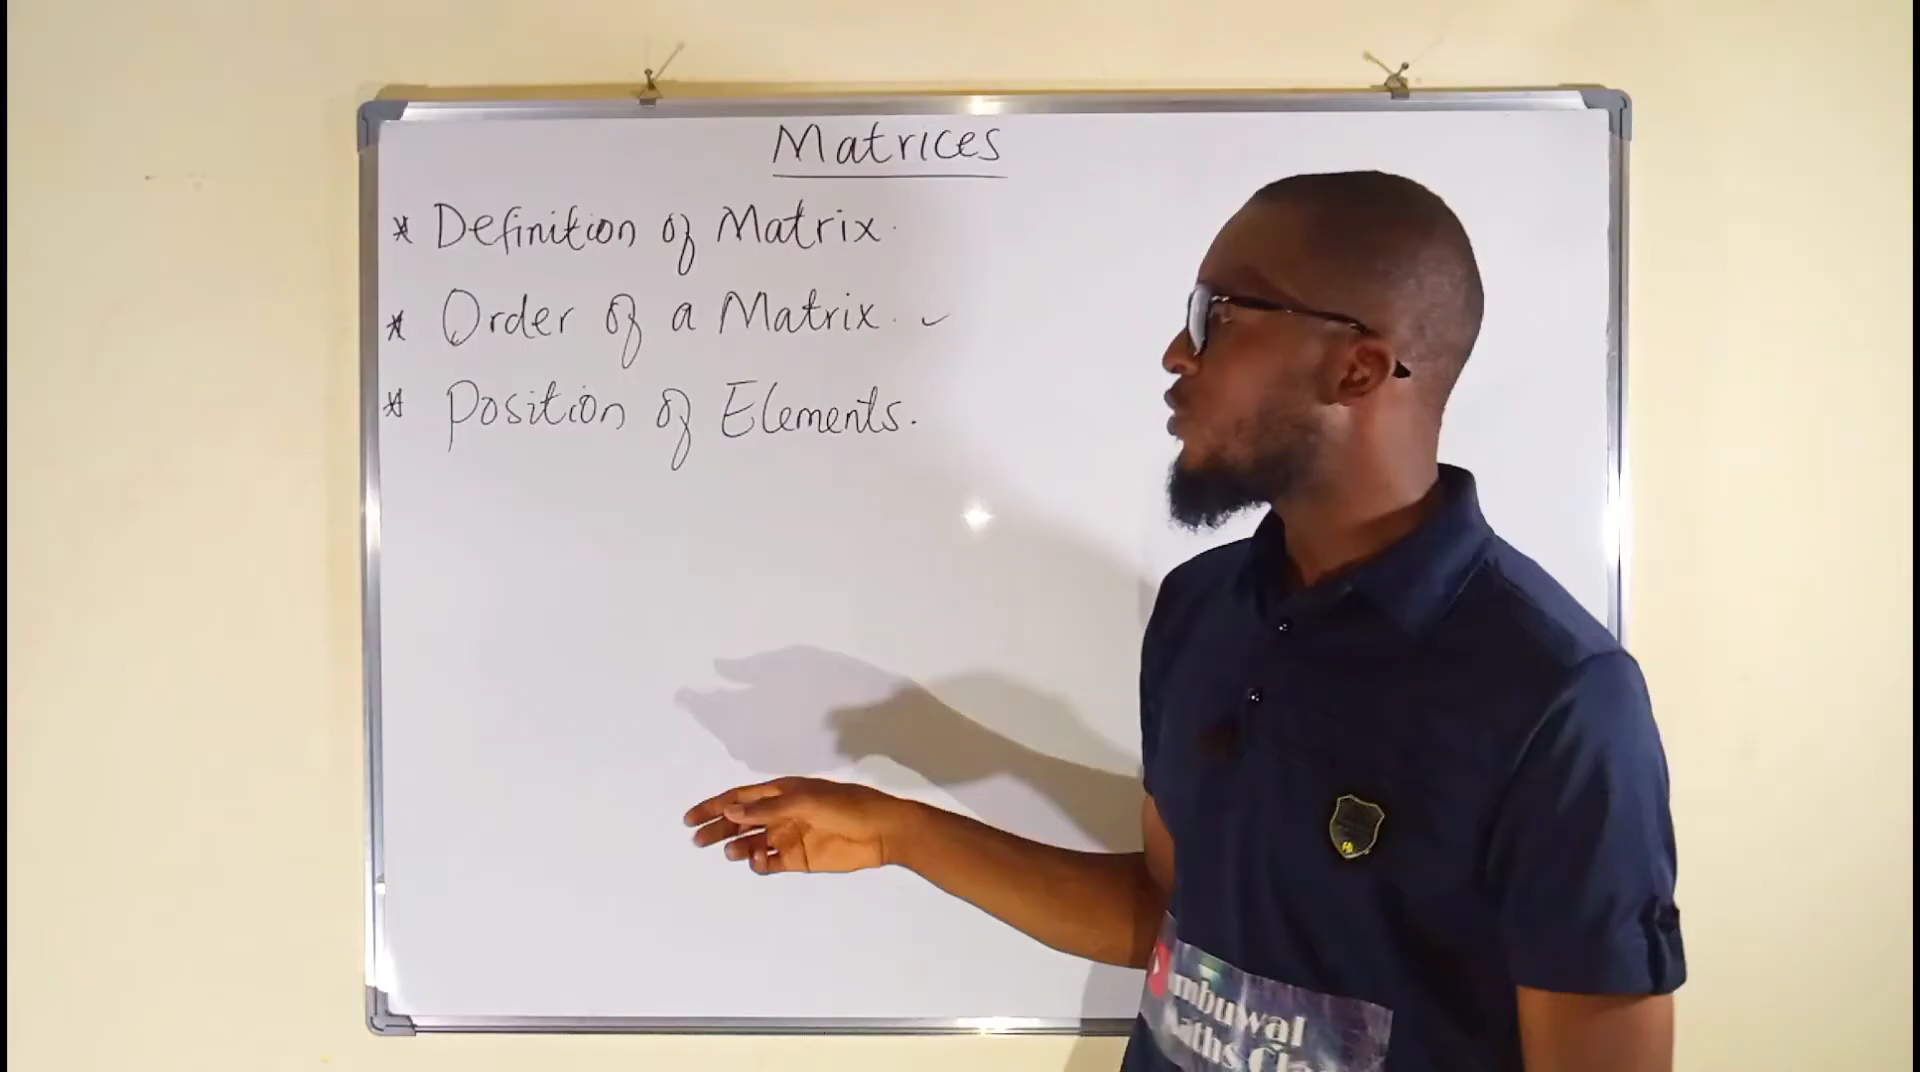 Matrices
* Definition of Matrix.
* Order of a Matrix. ✓
* Position of Elements.
mbuwal
aths Cla